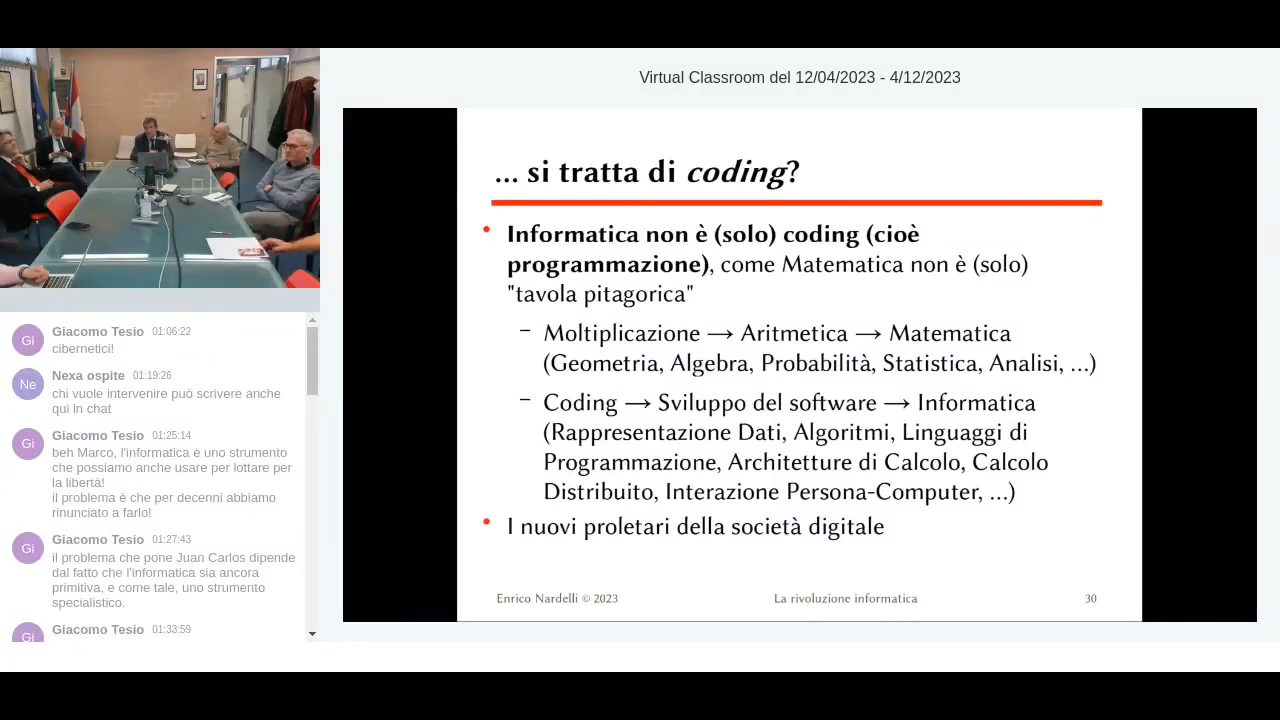 Virtual Classroom del 12/04/2023 - 4/12/2023
... si tratta di coding?
• Informatica non è (solo) coding (cioè
programmazione), come Matematica non è (solo)
"tavola pitagorica"
– Moltiplicazione → Aritmetica → Matematica
(Geometria, Algebra, Probabilità, Statistica, Analisi, ...)
– Coding → Sviluppo del software → Informatica
(Rappresentazione Dati, Algoritmi, Linguaggi di
Programmazione, Architetture di Calcolo, Calcolo
Distribuito, Interazione Persona-Computer, ...)
• I nuovi proletari della società digitale
Enrico Nardelli © 2023 La rivoluzione informatica 30
Gi Giacomo Tesio 01:06:22
cibernetici!
Ne Nexa ospite 01:19:26
chi vuole intervenire può scrivere anche
qui in chat
Gi Giacomo Tesio 01:25:14
beh Marco, l'informatica è uno strumento
che possiamo anche usare per lottare per
la libertà!
il problema è che per decenni abbiamo
rinunciato a farlo!
Gi Giacomo Tesio 01:27:43
il problema che pone Juan Carlos dipende
dal fatto che l'informatica sia ancora
primitiva, e come tale, uno strumento
specialistico.
Gi Giacomo Tesio 01:33:59